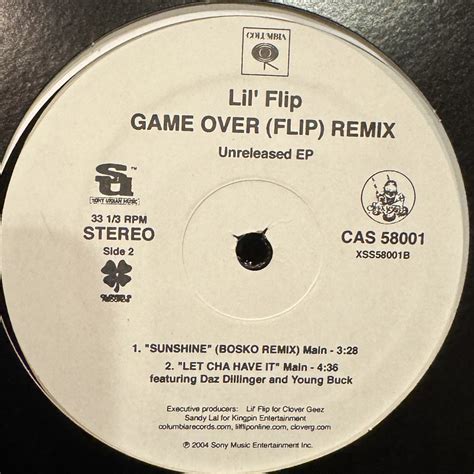 COLUMBIA
Lil' Flip
GAME OVER (FLIP) REMIX
Unreleased EP
SU™
SONY URBAN MUSIC
33 1/3 RPM
STEREO
Side 2
CLOVER G
RECORDS
CAS 58001
XSS58001B
1. "SUNSHINE" (BOSKO REMIX) Main - 3:28
2. "LET CHA HAVE IT" Main - 4:36
featuring Daz Dillinger and Young Buck
Executive producers: Lil' Flip for Clover Geez
Sandy Lal for Kingpin Entertainment
columbiarecords.com, lilfliponline.com, cloverg.com
℗ 2004 Sony Music Entertainment Inc.